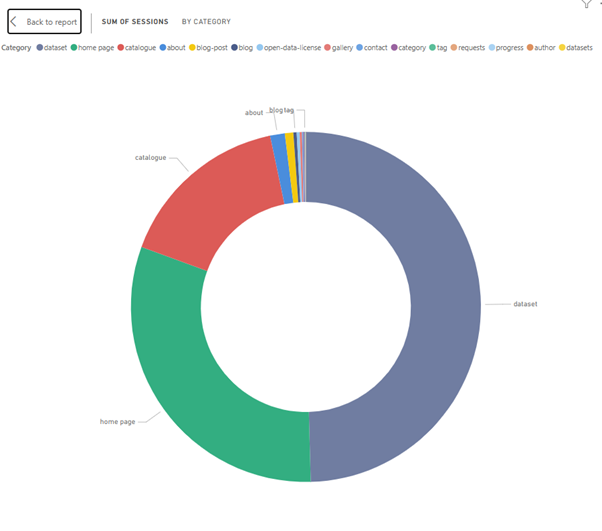 Back to report
SUM OF SESSIONS BY CATEGORY
Category dataset home page catalogue about blog-post blog open-data-license gallery contact category tag requests progress author datasets
about blog tag
catalogue
dataset
home page